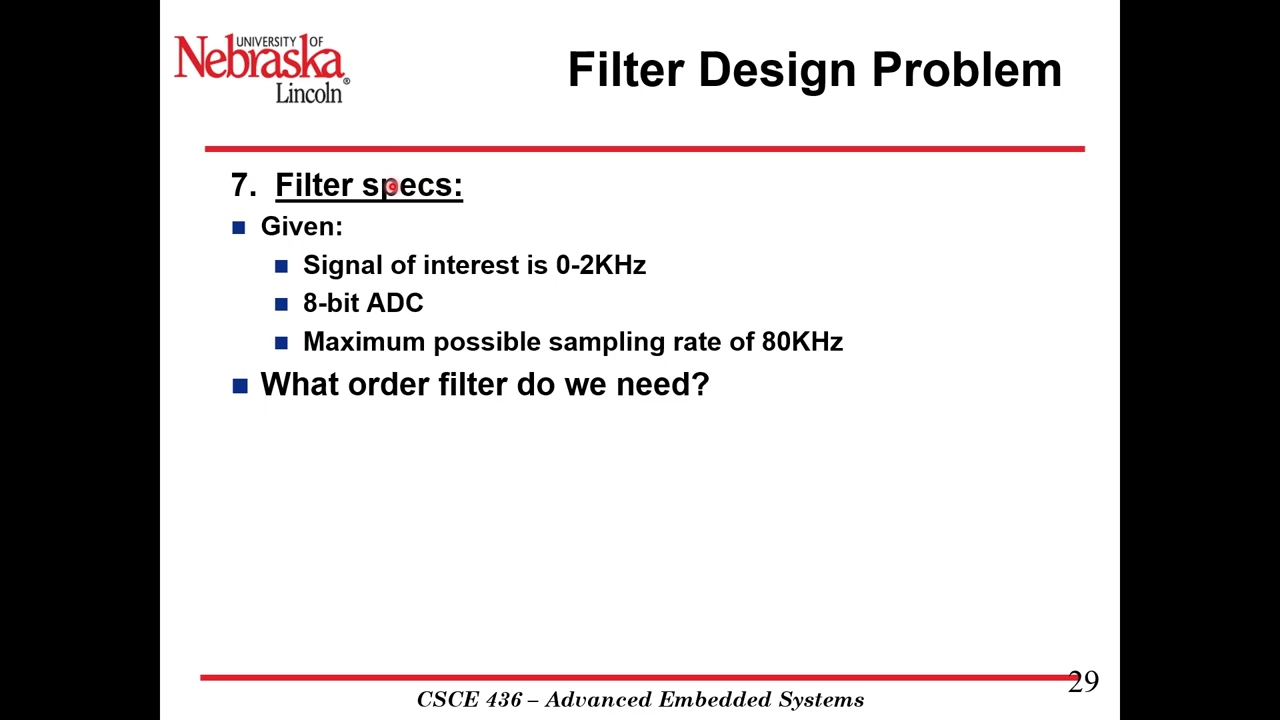 UNIVERSITY OF
Nebraska®
Lincoln
Filter Design Problem
7. Filter specs:
Given:
Signal of interest is 0-2KHz
8-bit ADC
Maximum possible sampling rate of 80KHz
What order filter do we need?
29
CSCE 436 – Advanced Embedded Systems